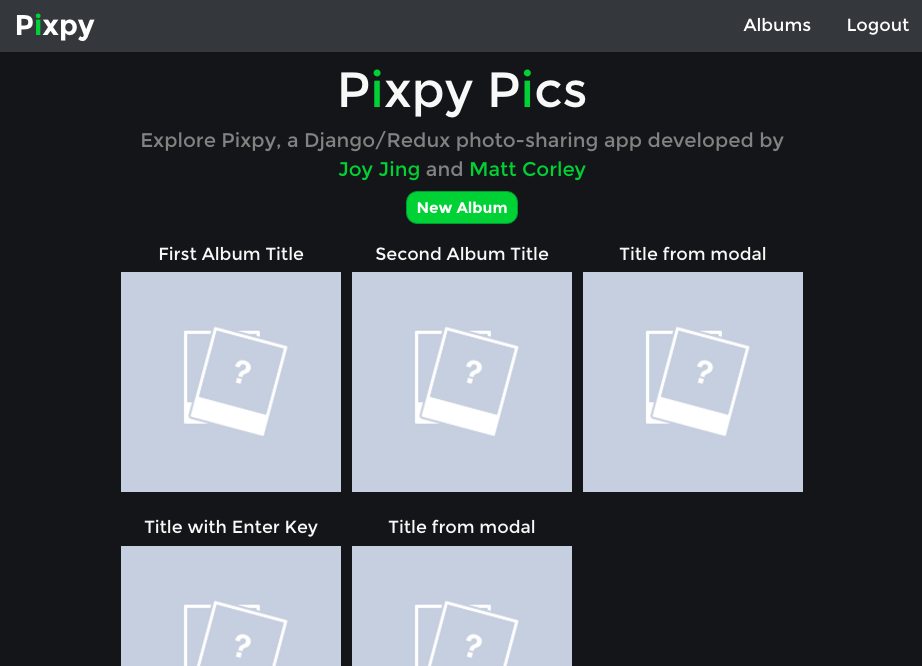 Pixpy
Albums
Logout
Pixpy Pics
Explore Pixpy, a Django/Redux photo-sharing app developed by
Joy Jing and Matt Corley
New Album
First Album Title
Second Album Title
Title from modal
?
?
?
Title with Enter Key
Title from modal
?
?